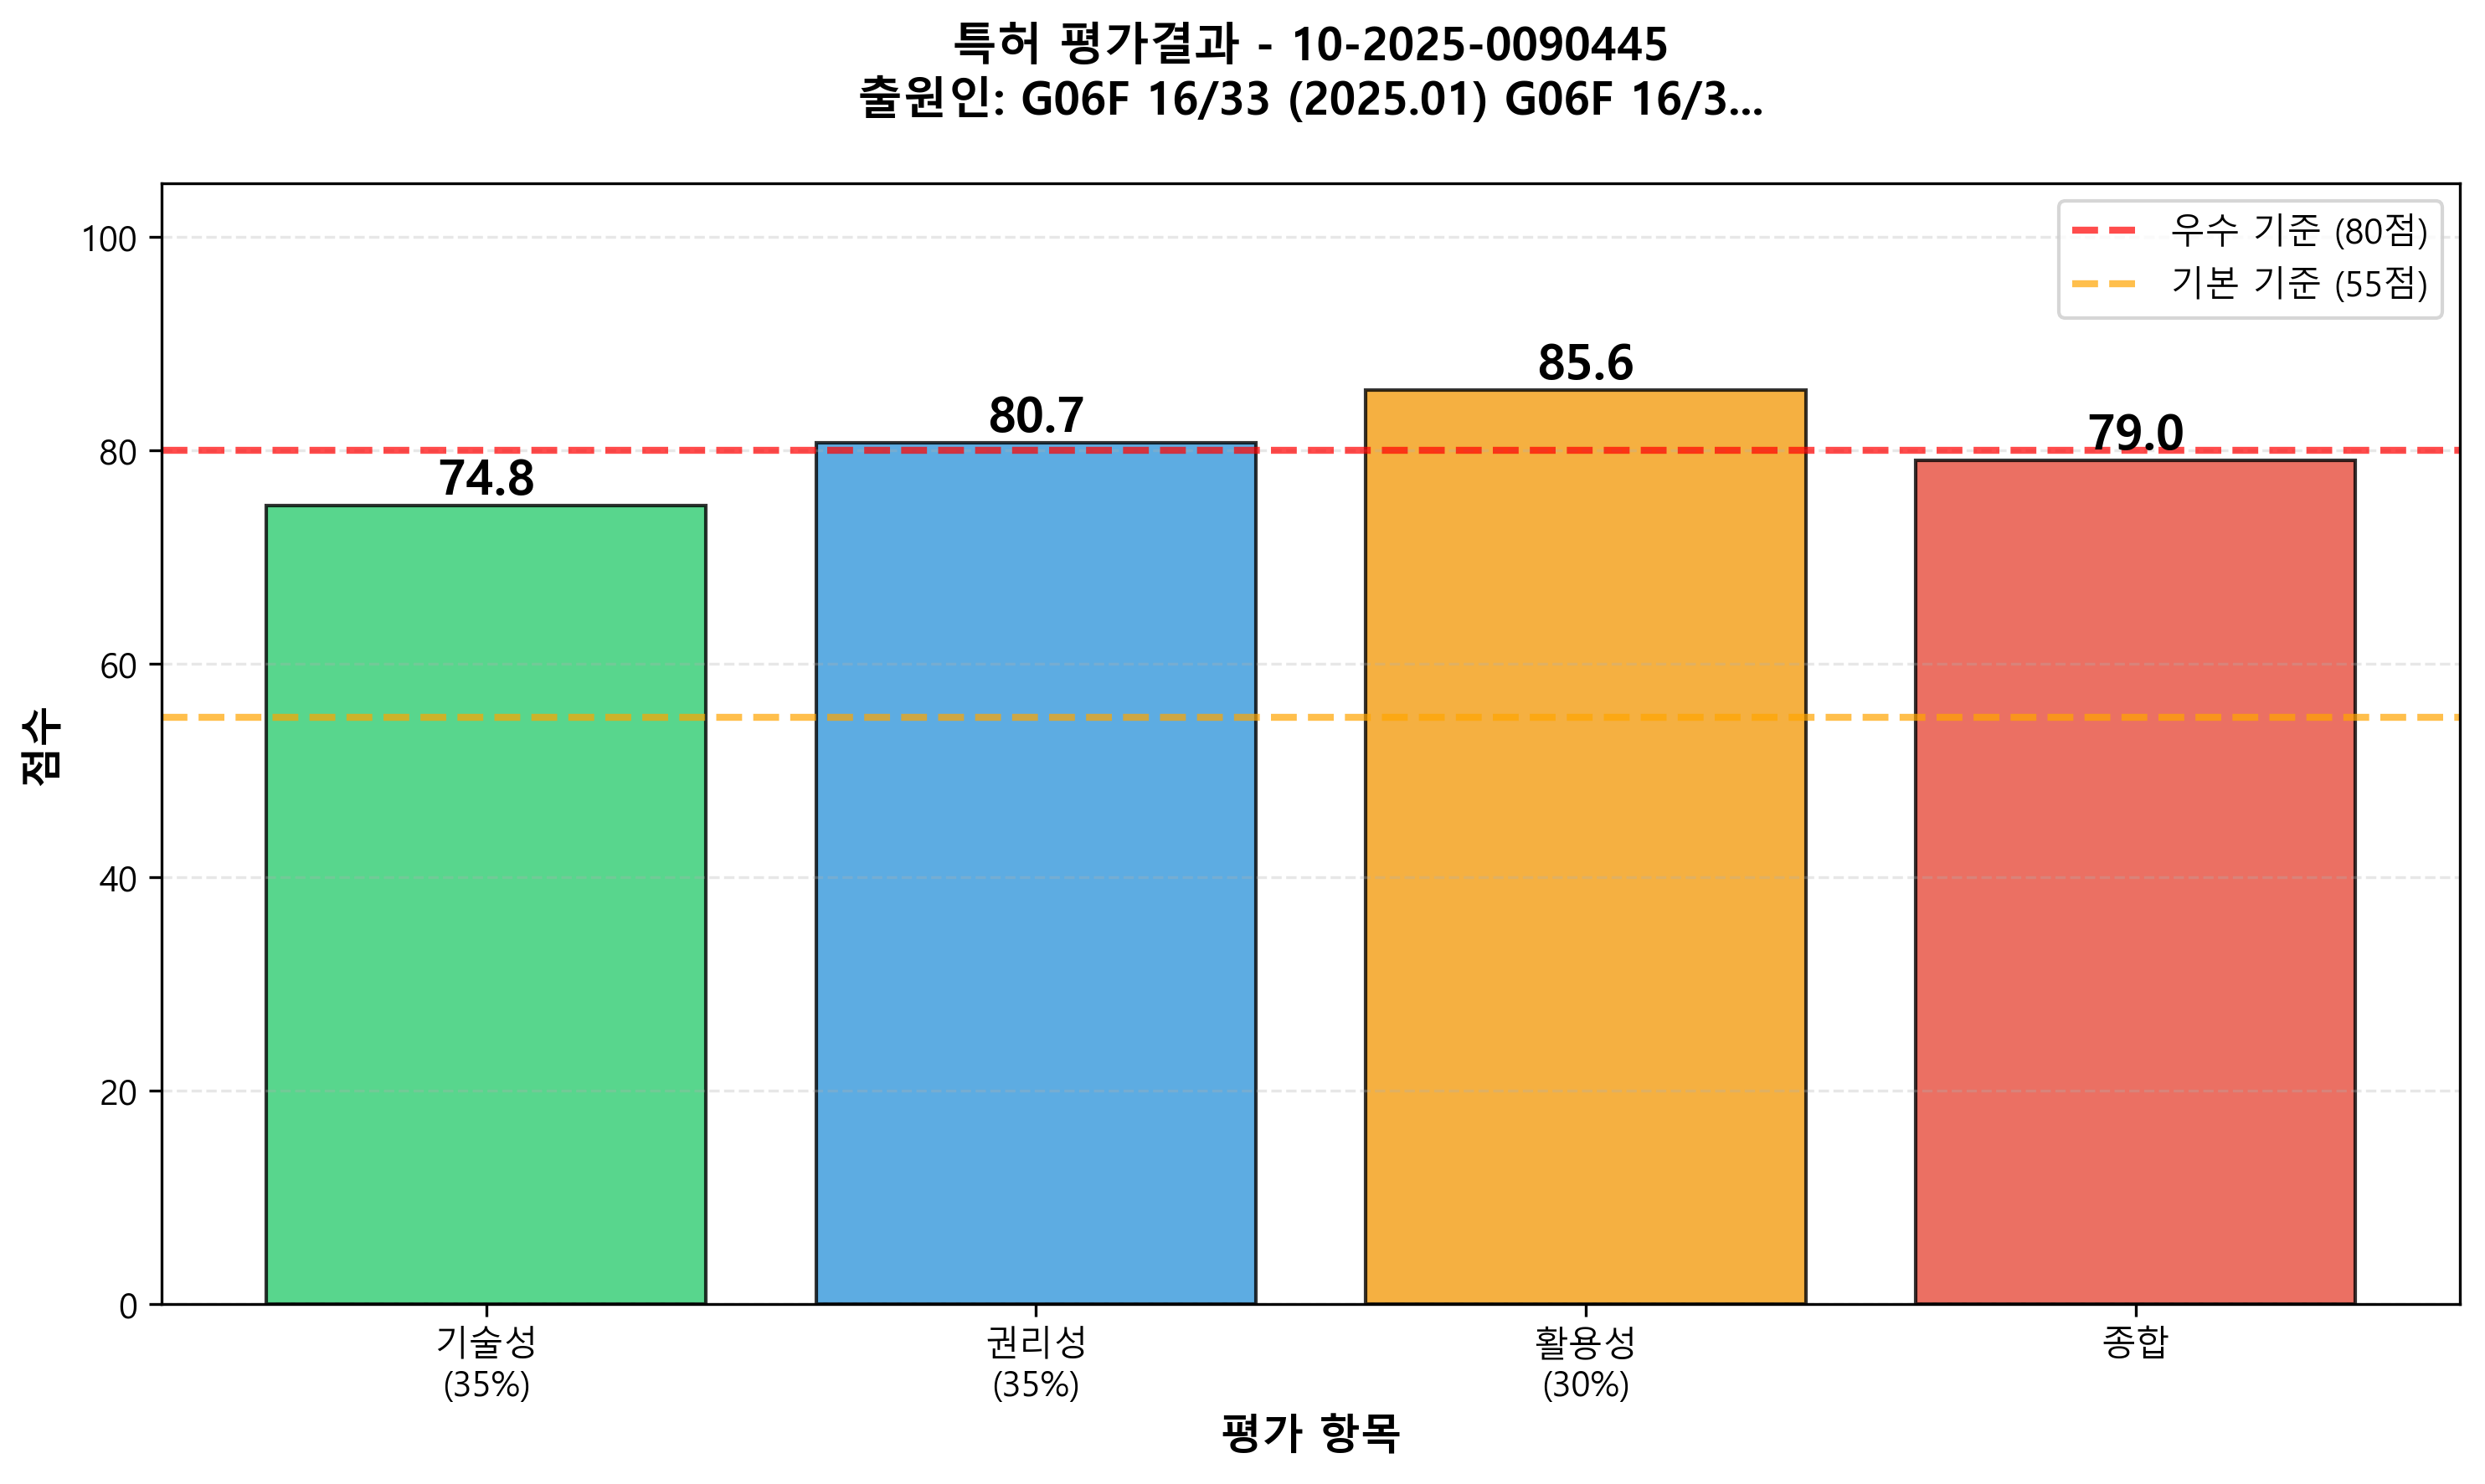 특허 평가결과 - 10-2025-0090445
출원인: G06F 16/33 (2025.01) G06F 16/3...
우수 기준 (80점)
기본 기준 (55점)
100
80
60
40
20
0
점수
74.8
80.7
85.6
79.0
기술성
(35%)
권리성
(35%)
활용성
(30%)
종합
평가 항목